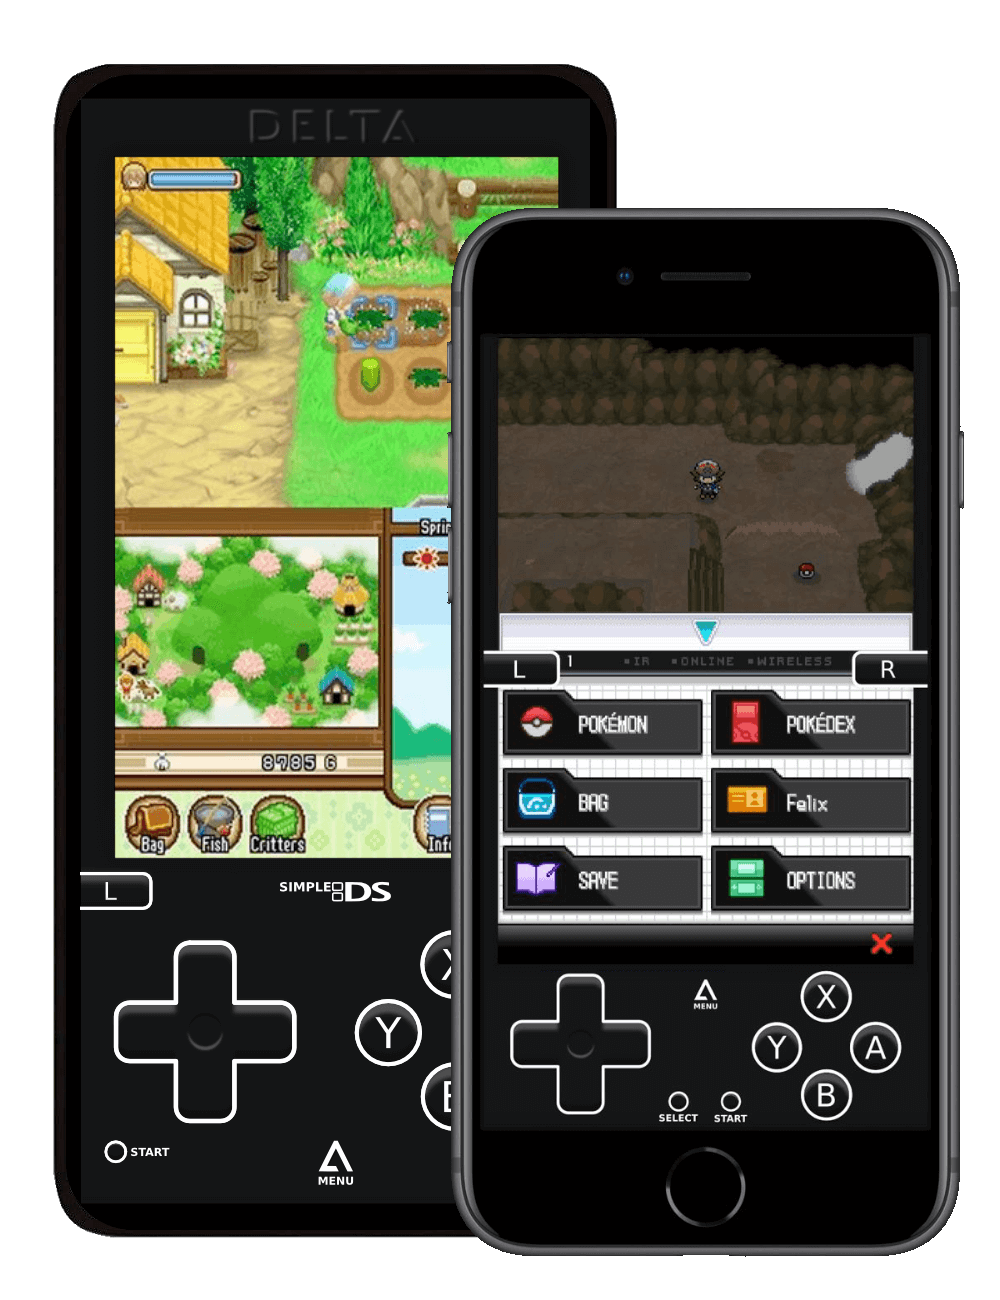 DELTA
8785 G
Bag
Fish
Critters
L
SIMPLE DS
Y
START
MENU
L
1
IR ONLINE WIRELESS
R
POKÉMON
POKÉDEX
BAG
Felix
SAVE
OPTIONS
MENU
X
Y
A
B
SELECT
START